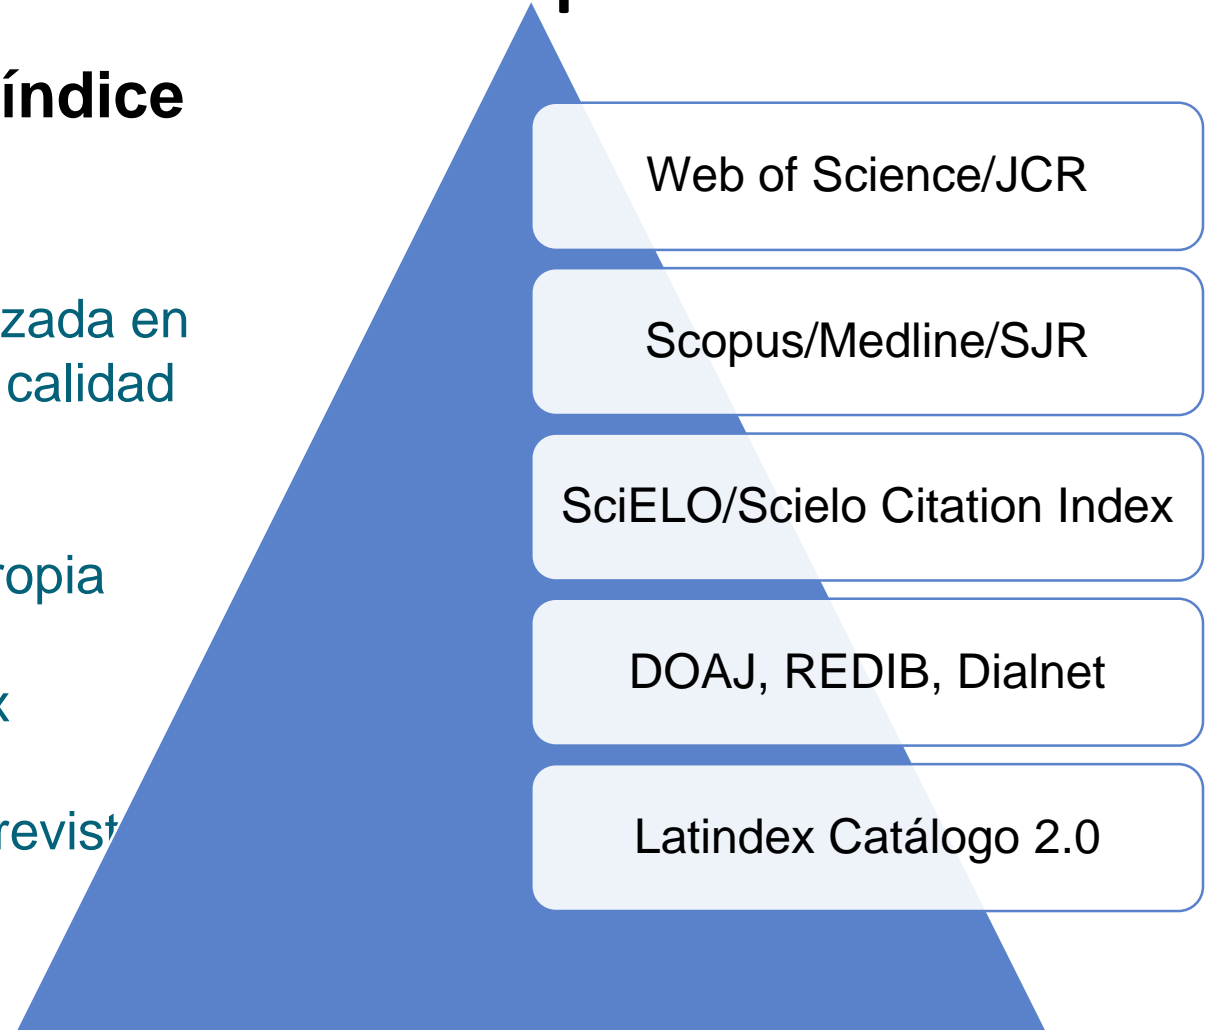 índice
zada en
calidad
ropia
x
revist
Web of Science/JCR
Scopus/Medline/SJR
SciELO/Scielo Citation Index
DOAJ, REDIB, Dialnet
Latindex Catálogo 2.0